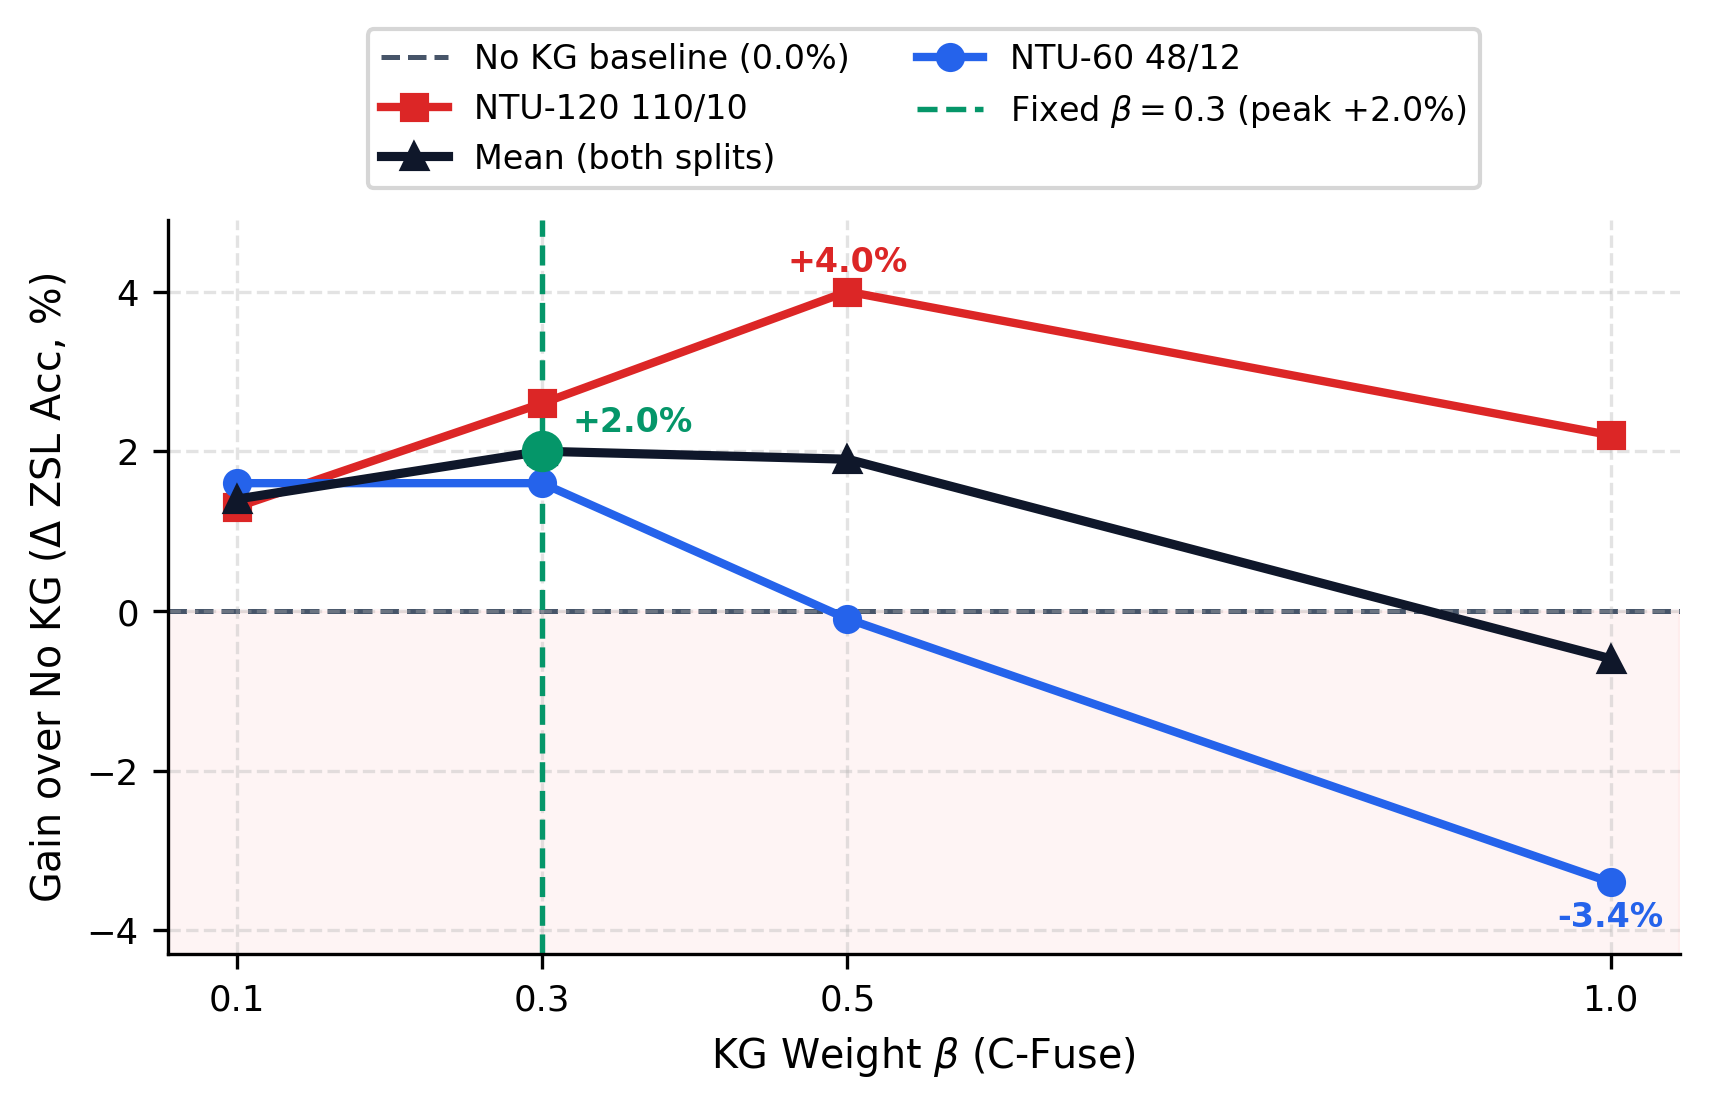 No KG baseline (0.0%)
NTU-120 110/10
Mean (both splits)
NTU-60 48/12
Fixed β = 0.3 (peak +2.0%)
Gain over No KG (Δ ZSL Acc, %)
4
2
0
−2
−4
+4.0%
+2.0%
-3.4%
0.1
0.3
0.5
1.0
KG Weight β (C-Fuse)